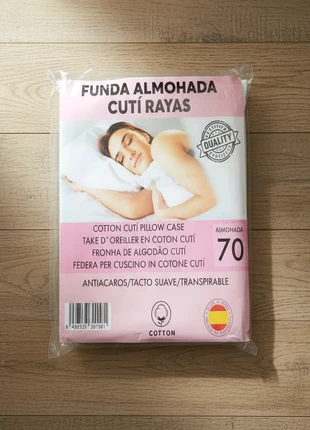 FUNDA ALMOHADA
CUTÍ RAYAS
CERTIFIED
QUALITY
COTTON CUTÍ PILLOW CASE
TAKE D´OREILLER EN COTON CUTÍ
FRONHA DE ALGODÃO CUTÍ
FEDERA PER CUSCINO IN COTONE CUTÍ
ALMOHADA
70
ANTIACAROS/TACTO SUAVE/TRANSPIRABLE
COTTON